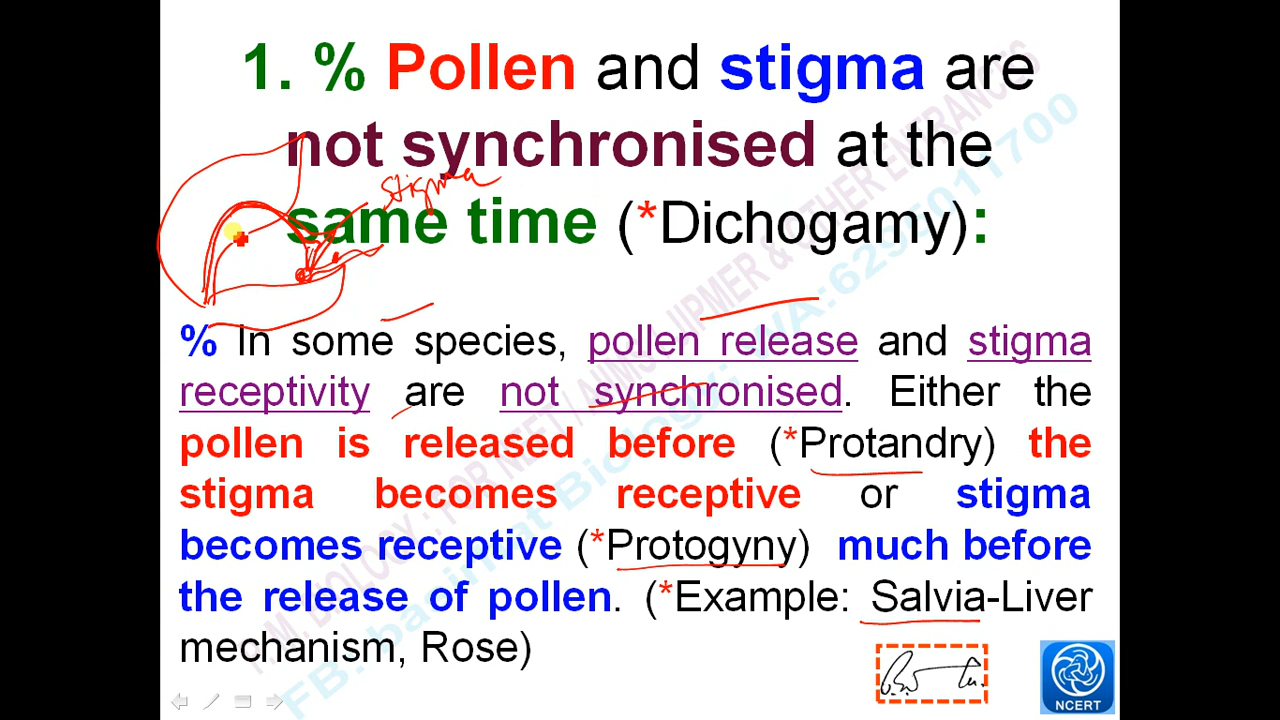 1. % Pollen and stigma are
not synchronised at the
stigma
same time (*Dichogamy):
% In some species, pollen release and stigma
receptivity are not synchronised. Either the
pollen is released before (*Protandry) the
stigma becomes receptive or stigma
becomes receptive (*Protogyny) much before
the release of pollen. (*Example: Salvia-Liver
mechanism, Rose)
NCERT